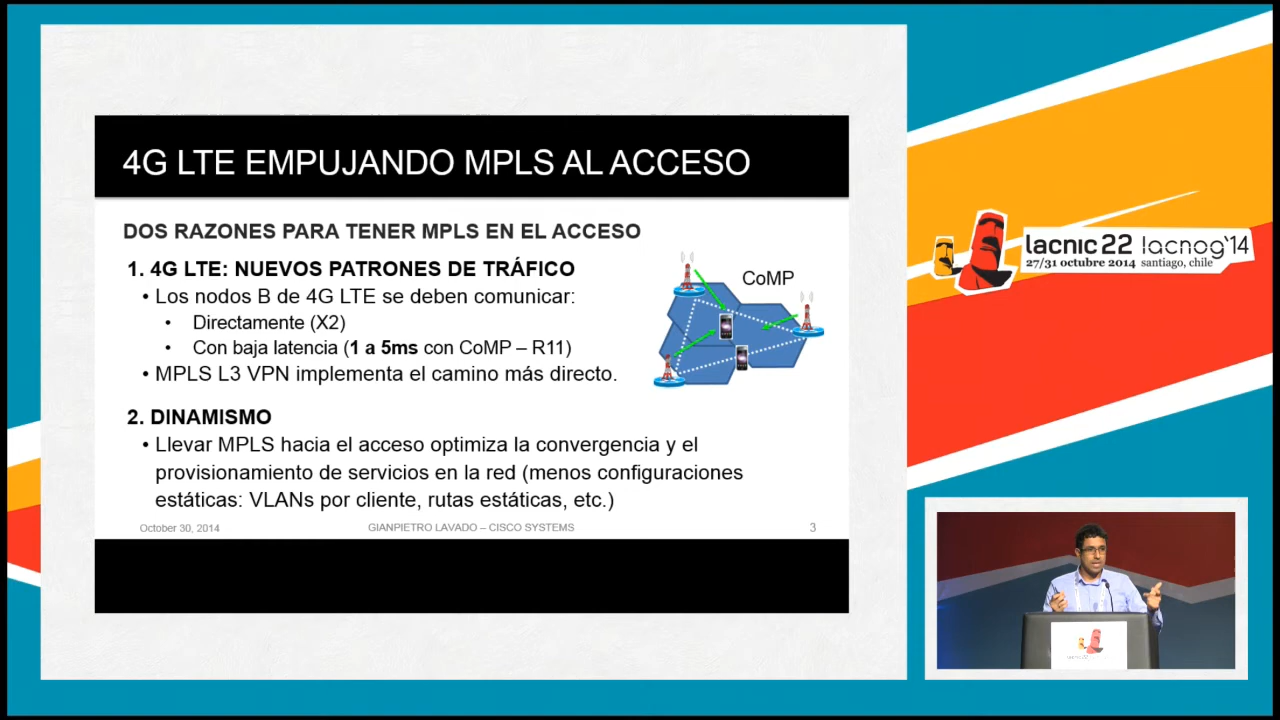 4G LTE EMPUJANDO MPLS AL ACCESO
DOS RAZONES PARA TENER MPLS EN EL ACCESO
1. 4G LTE: NUEVOS PATRONES DE TRÁFICO
• Los nodos B de 4G LTE se deben comunicar:
• Directamente (X2)
• Con baja latencia (1 a 5ms con CoMP – R11)
• MPLS L3 VPN implementa el camino más directo.
CoMP
2. DINAMISMO
• Llevar MPLS hacia el acceso optimiza la convergencia y el
provisionamiento de servicios en la red (menos configuraciones
estáticas: VLANs por cliente, rutas estáticas, etc.)
October 30, 2014
GIANPIETRO LAVADO – CISCO SYSTEMS
3
lacnic 22 lacnog'14
27/31 octubre 2014 santiago, chile